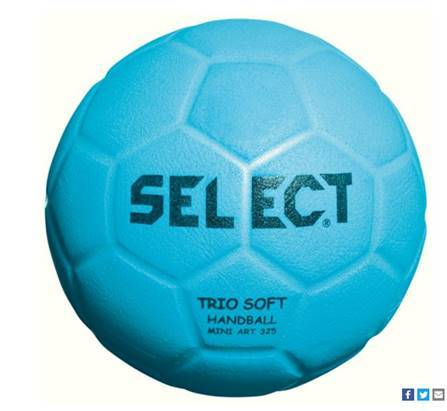 SELECT®
TRIO SOFT
HANDBALL
MINI ART. 325